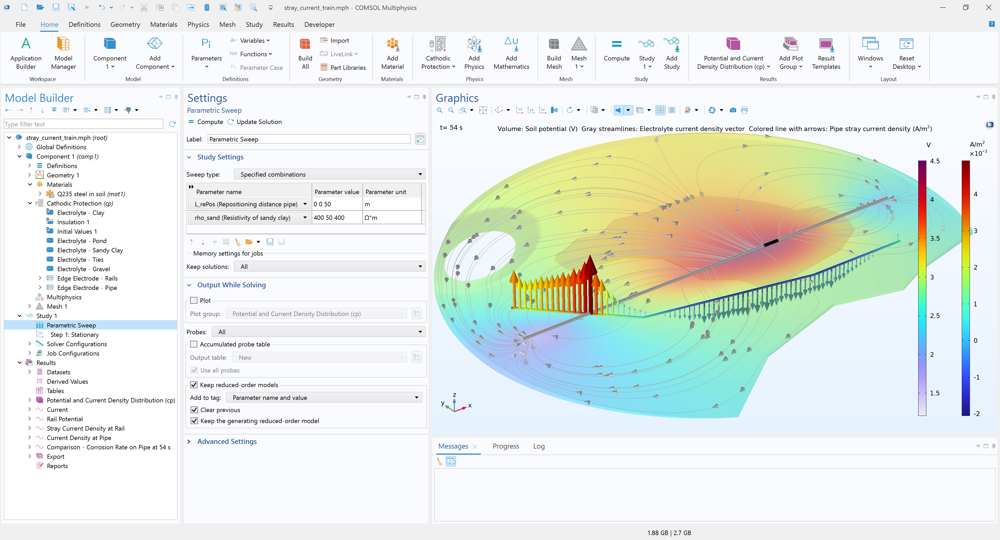 stray_current_train.mph - COMSOL Multiphysics
File Home Definitions Geometry Materials Physics Mesh Study Results Developer
Application Builder
Model Manager
Workspace
Component 1
Add Component
Model
Parameters
a= Variables
f(x) Functions
Pi Parameter Case
Definitions
Build All
Import
LiveLink
Part Libraries
Geometry
Add Material
Materials
Cathodic Protection
Add Physics
Add Mathematics
Physics
Build Mesh
Mesh 1
Mesh
Compute
Study 1
Add Study
Study
Potential and Current Density Distribution (cp)
Add Plot Group
Result Templates
Results
Windows
Reset Desktop
Layout
Model Builder
Type filter text
stray_current_train.mph (root)
Global Definitions
Component 1 (comp1)
Definitions
Geometry 1
Materials
Q235 steel in soil (mat1)
Cathodic Protection (cp)
Electrolyte - Clay
Insulation 1
Initial Values 1
Electrolyte - Pond
Electrolyte - Sandy Clay
Electrolyte - Ties
Electrolyte - Gravel
Edge Electrode - Rails
Edge Electrode - Pipe
Multiphysics
Mesh 1
Study 1
Parametric Sweep
Step 1: Stationary
Solver Configurations
Job Configurations
Results
Datasets
Derived Values
Tables
Potential and Current Density Distribution (cp)
Current
Rail Potential
Stray Current Density at Rail
Current Density at Pipe
Comparison - Corrosion Rate on Pipe at 54 s
Export
Reports
Settings
Parametric Sweep
Compute Update Solution
Label: Parametric Sweep
Study Settings
Sweep type: Specified combinations
Parameter name Parameter value Parameter unit
L_rePos (Repositioning distance pipe) 0 0 50 m
rho_sand (Resistivity of sandy clay) 400 50 400 Ω*m
Memory settings for jobs
Keep solutions: All
Output While Solving
Plot
Plot group: Potential and Current Density Distribution (cp)
Probes: All
Accumulated probe table
Output table: New
Use all probes
Keep reduced-order models
Add to tag: Parameter name and value
Clear previous
Keep the generating reduced-order model
Advanced Settings
Graphics
t= 54 s Volume: Soil potential (V) Gray streamlines: Electrolyte current density vector Colored line with arrows: Pipe stray current density (A/m²)
V
4.5
4
3.5
3
2.5
2
1.5
A/m²
×10⁻³
4
3
2
1
0
-1
-2
z
y
x
Messages Progress Log
1.88 GB | 2.7 GB